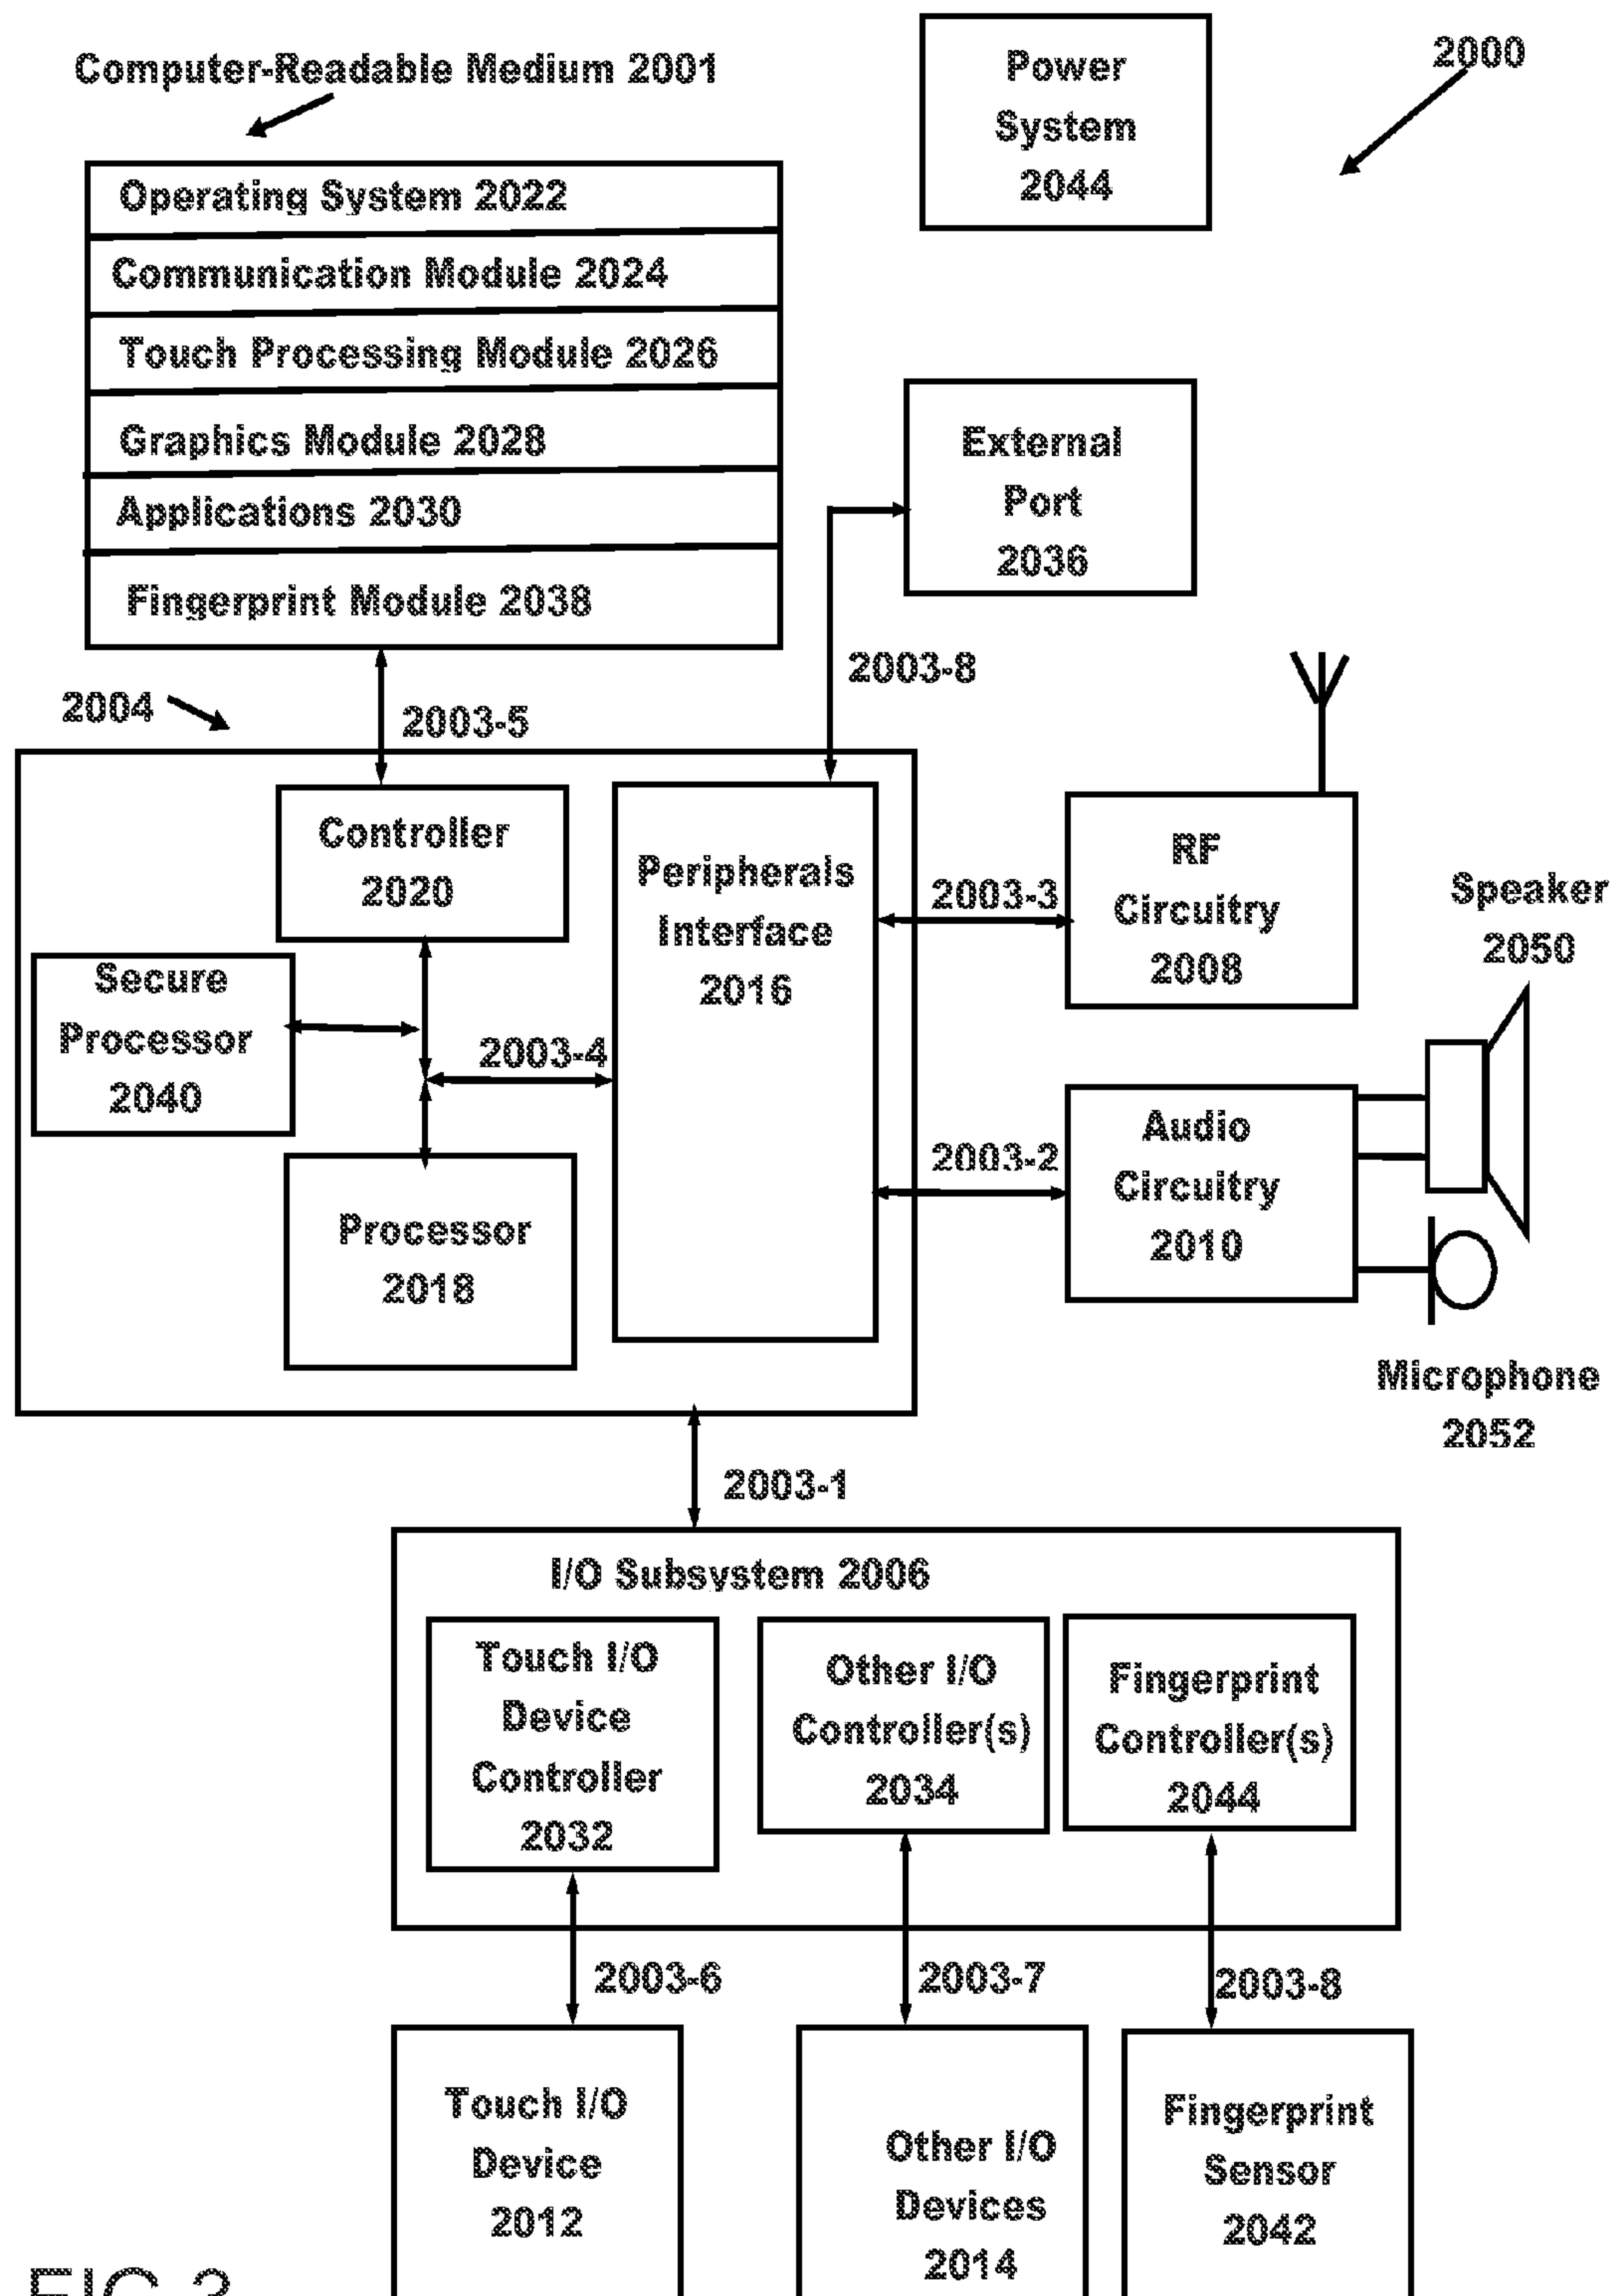 Computer-Readable Medium 2001
Power
System
2044
2000
Operating System 2022
Communication Module 2024
Touch Processing Module 2026
Graphics Module 2028
Applications 2030
Fingerprint Module 2038
External
Port
2036
2003-8
2004
2003-5
Controller
2020
Peripherals
Interface
2016
Secure
Processor
2040
2003-4
Processor
2018
2003-3
RF
Circuitry
2008
Speaker
2050
2003-2
Audio
Circuitry
2010
Microphone
2052
2003-1
I/O Subsystem 2006
Touch I/O
Device
Controller
2032
Other I/O
Controller(s)
2034
Fingerprint
Controller(s)
2044
2003-6
2003-7
2003-8
Touch I/O
Device
2012
Other I/O
Devices
2014
Fingerprint
Sensor
2042